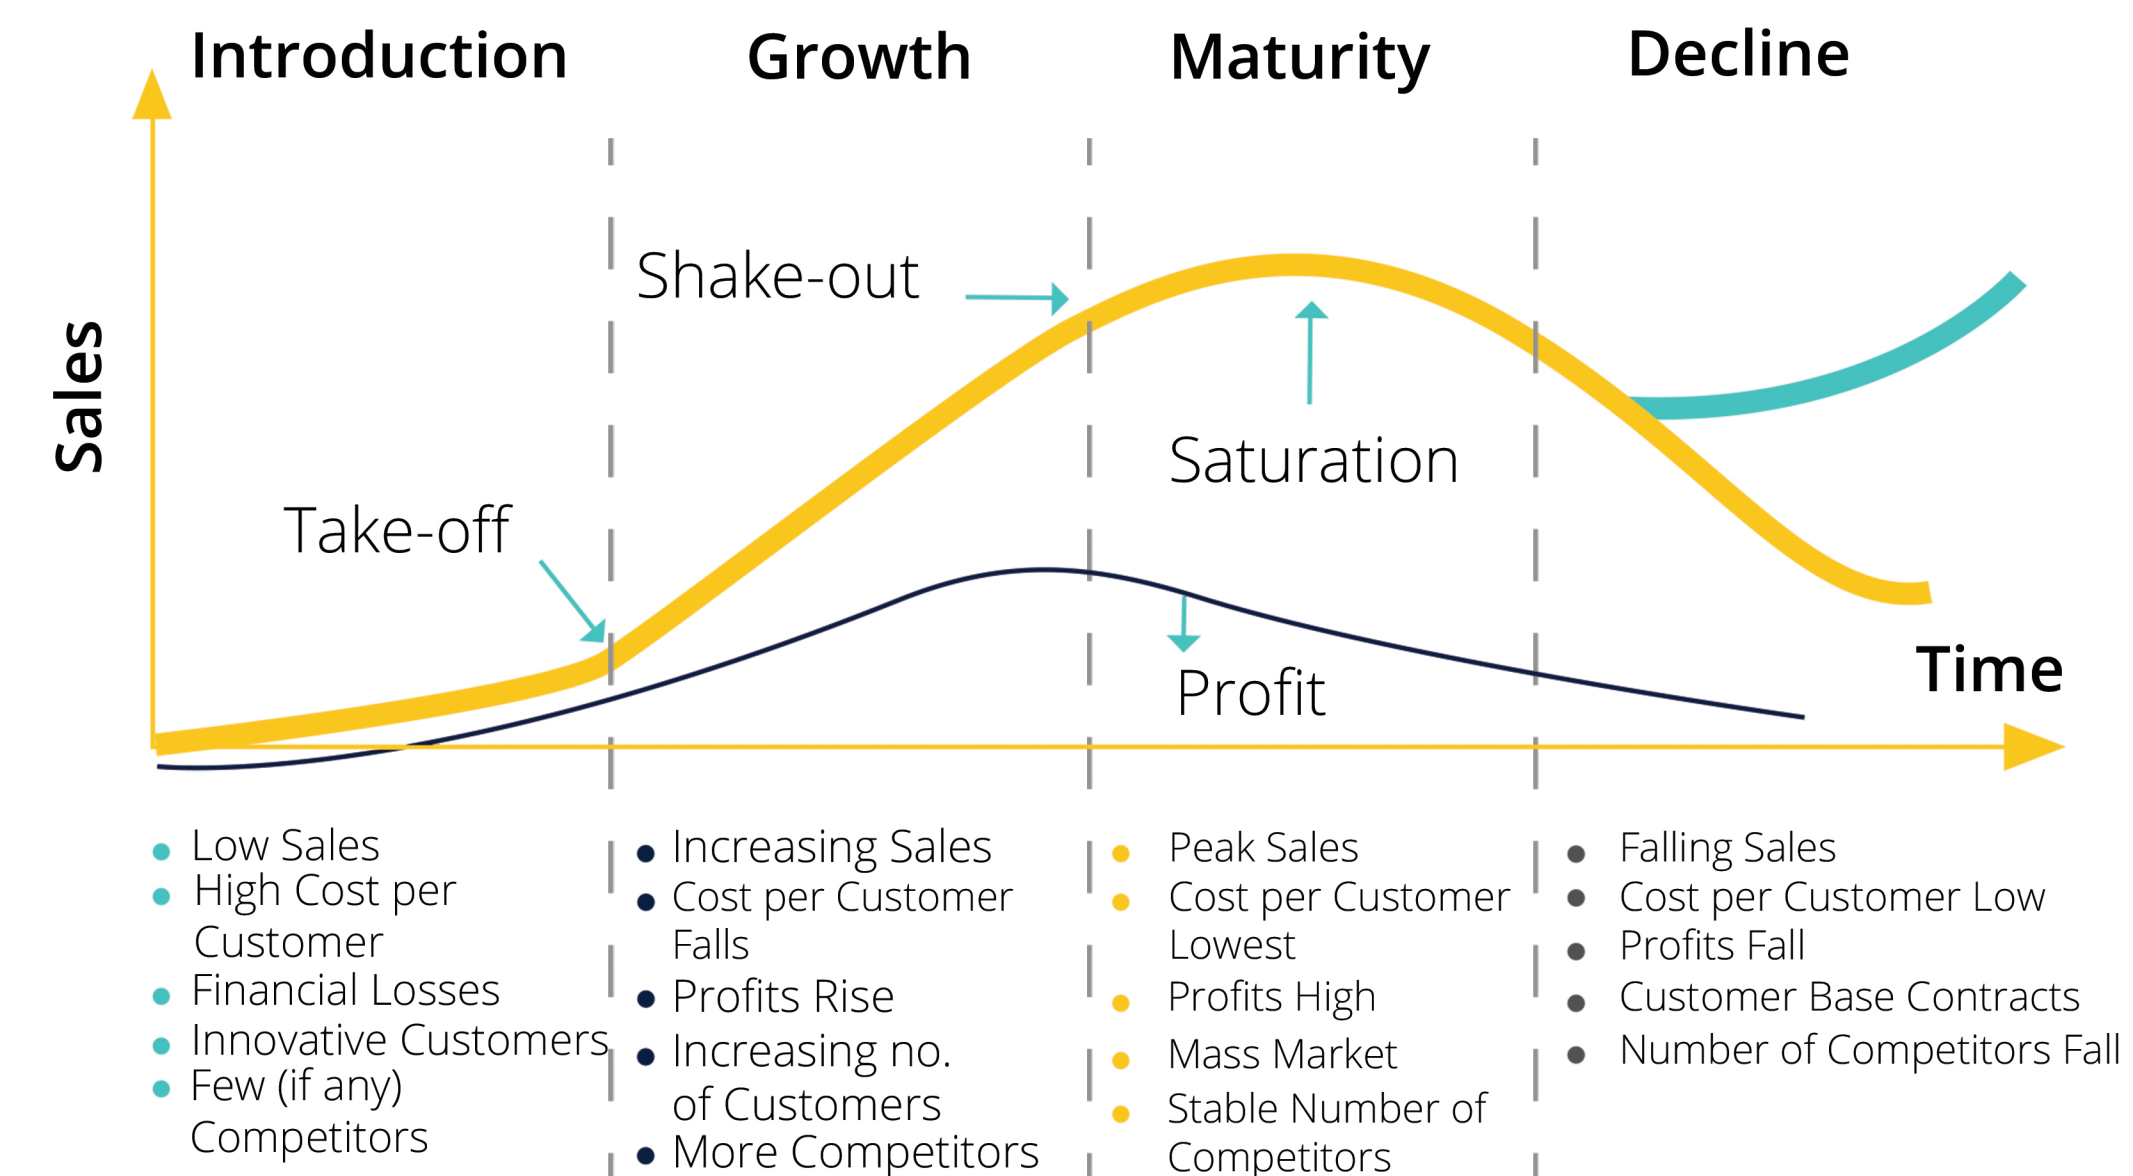 Introduction
Growth
Maturity
Decline
Sales
Shake-out
Saturation
Take-off
Profit
Time
Low Sales
High Cost per
Customer
Financial Losses
Innovative Customers
Few (if any)
Competitors
Increasing Sales
Cost per Customer
Falls
Profits Rise
Increasing no.
of Customers
More Competitors
Peak Sales
Cost per Customer
Lowest
Profits High
Mass Market
Stable Number of
Competitors
Falling Sales
Cost per Customer Low
Profits Fall
Customer Base Contracts
Number of Competitors Fall